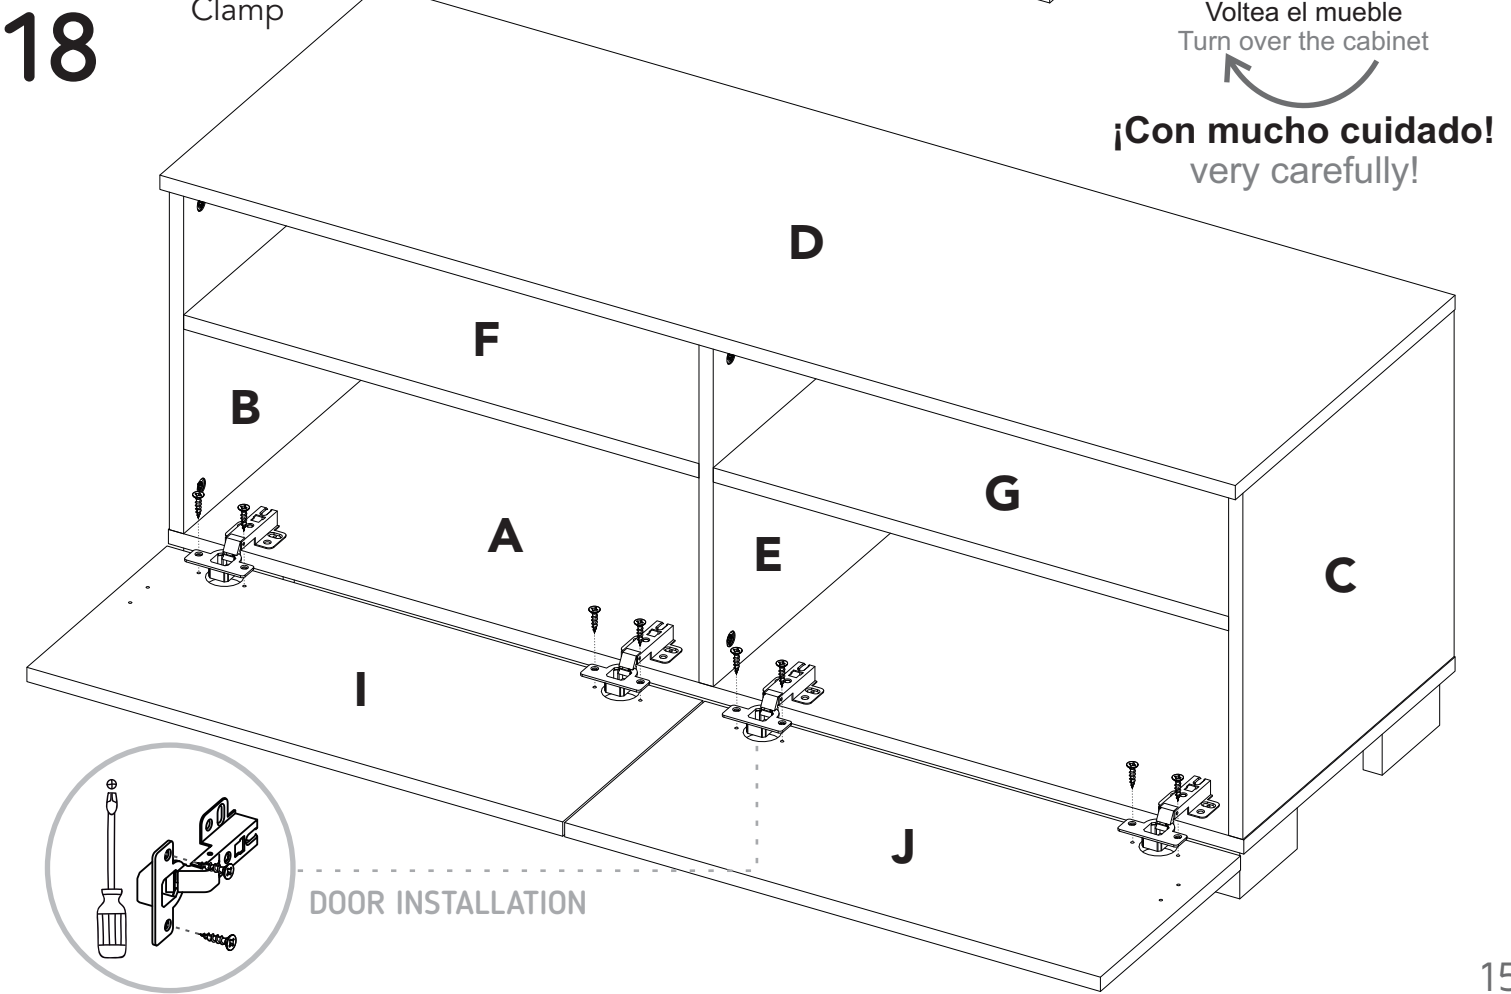 Clamp
18
Voltea el mueble
Turn over the cabinet
¡Con mucho cuidado!
very carefully!
D
F
B
G
A
E
C
I
J
DOOR INSTALLATION
15